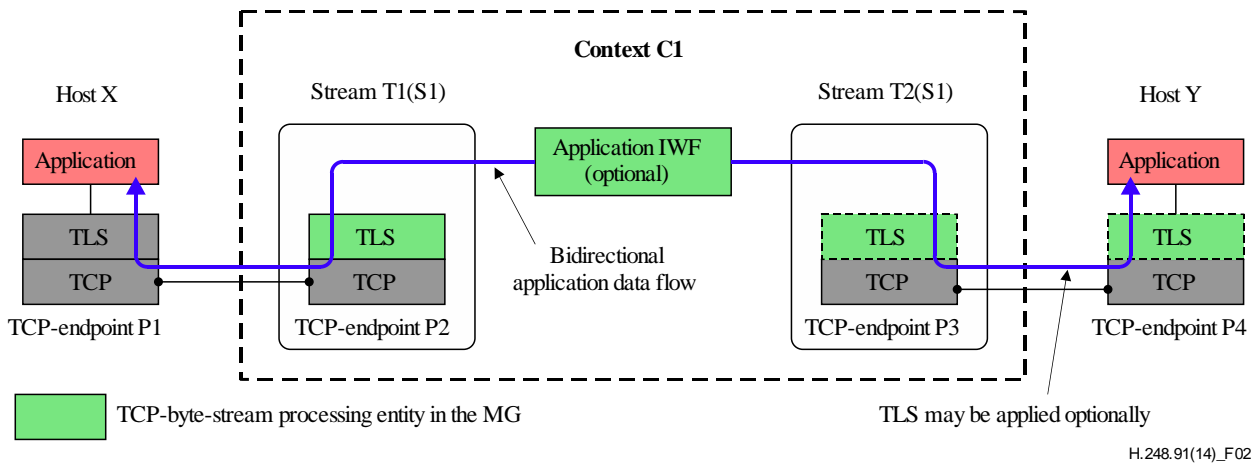 Context C1
Host X
Stream T1(S1)
Stream T2(S1)
Host Y
Application
Application IWF
(optional)
Application
TLS
TLS
TLS
TLS
TCP
TCP
TCP
TCP
Bidirectional
application data flow
TCP-endpoint P1
TCP-endpoint P2
TCP-endpoint P3
TCP-endpoint P4
TCP-byte-stream processing entity in the MG
TLS may be applied optionally
H.248.91(14)_F02